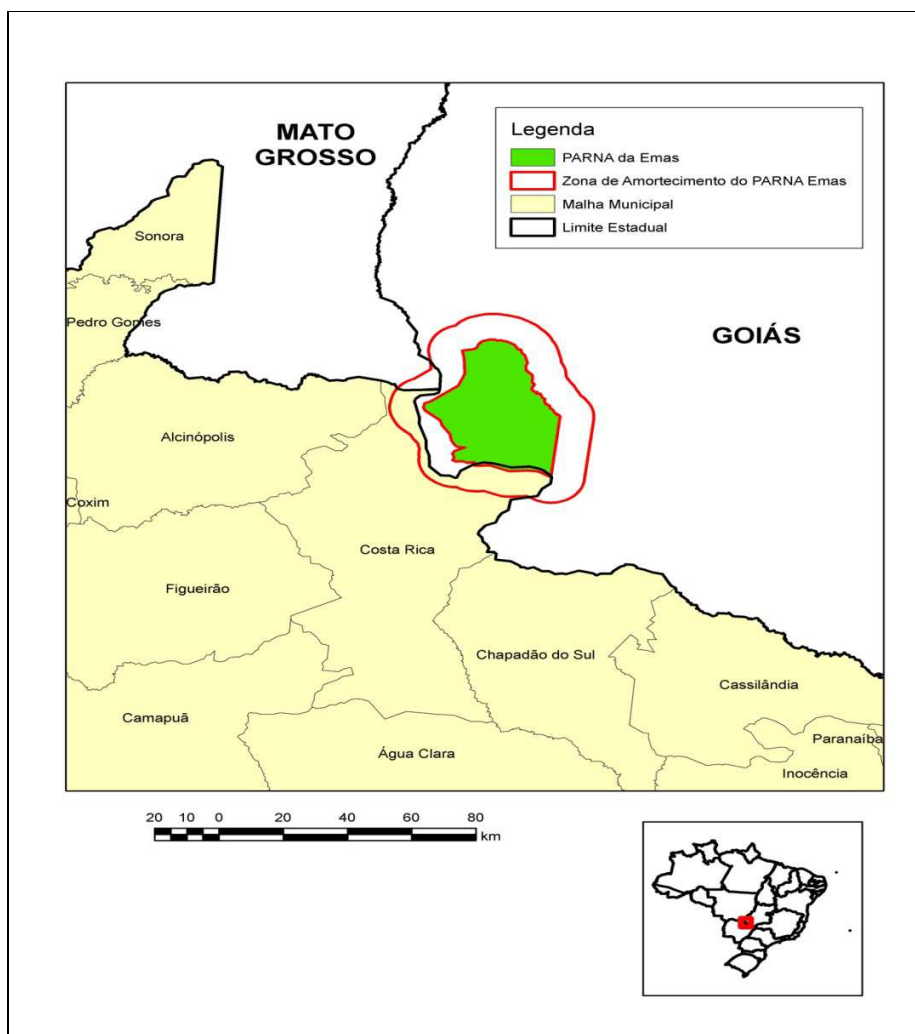 MATO
GROSSO
Legenda
PARNA da Emas
Zona de Amortecimento do PARNA Emas
Malha Municipal
Limite Estadual
Sonora
Pedro Gomes
GOIÁS
Alcinópolis
Coxim
Costa Rica
Figueirão
Chapadão do Sul
Cassilândia
Camapuã
Paranaíba
Água Clara
Inocência
20 10 0 20 40 60 80
km